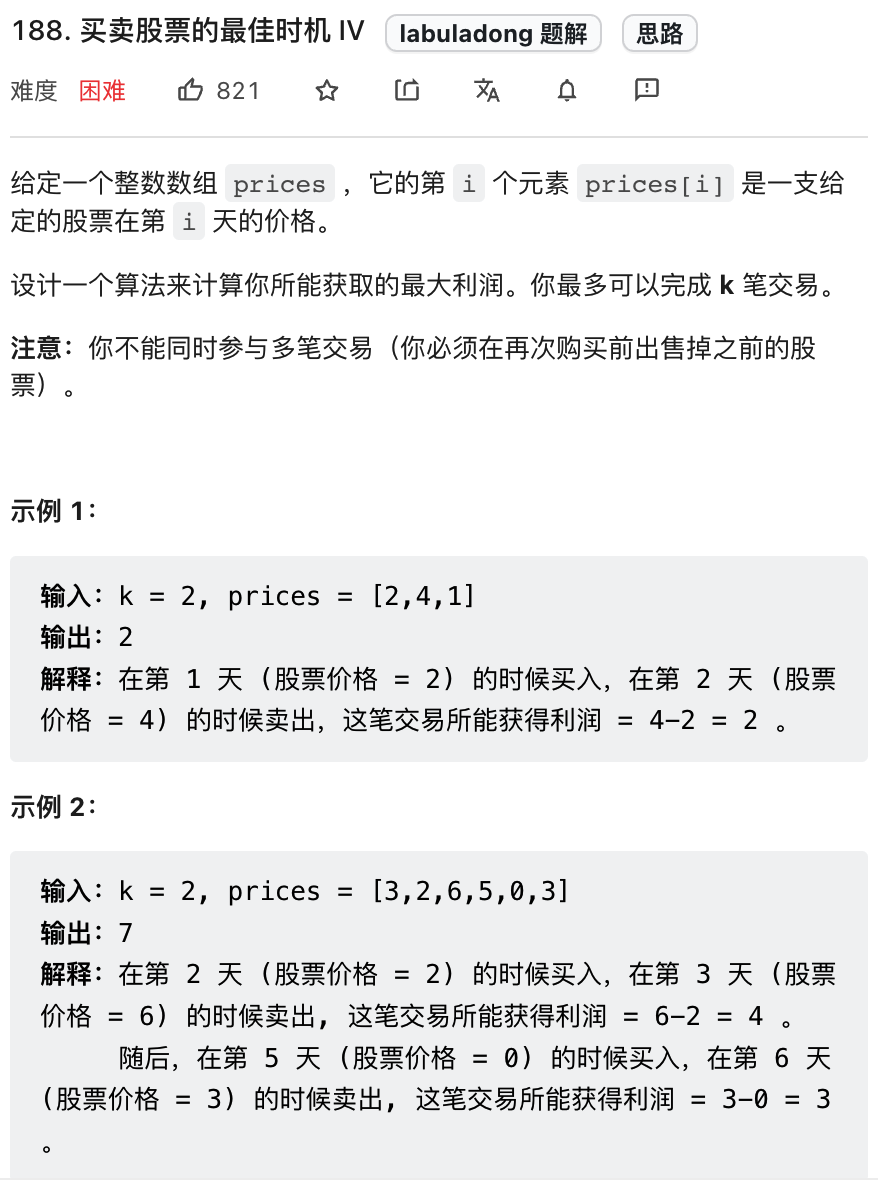 188. 买卖股票的最佳时机 IV labuladong 题解 思路
难度 困难 821
给定一个整数数组 prices ，它的第 i 个元素 prices[i] 是一支给
定的股票在第 i 天的价格。
设计一个算法来计算你所能获取的最大利润。你最多可以完成 k 笔交易。
注意：你不能同时参与多笔交易（你必须在再次购买前出售掉之前的股
票）。
示例 1：
输入：k = 2, prices = [2,4,1]
输出：2
解释：在第 1 天 (股票价格 = 2) 的时候买入，在第 2 天 (股票
价格 = 4) 的时候卖出，这笔交易所能获得利润 = 4-2 = 2 。
示例 2：
输入：k = 2, prices = [3,2,6,5,0,3]
输出：7
解释：在第 2 天 (股票价格 = 2) 的时候买入，在第 3 天 (股票
价格 = 6) 的时候卖出, 这笔交易所能获得利润 = 6-2 = 4 。
随后，在第 5 天 (股票价格 = 0) 的时候买入，在第 6 天
(股票价格 = 3) 的时候卖出, 这笔交易所能获得利润 = 3-0 = 3
。